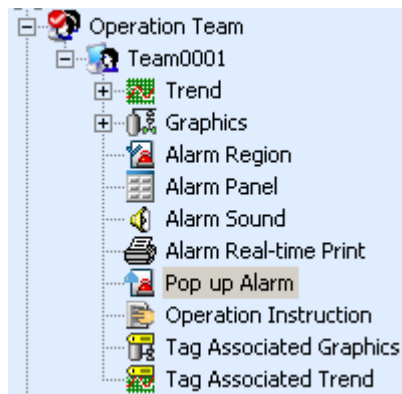 Operation Team
Team0001
Trend
Graphics
Alarm Region
Alarm Panel
Alarm Sound
Alarm Real-time Print
Pop up Alarm
Operation Instruction
Tag Associated Graphics
Tag Associated Trend